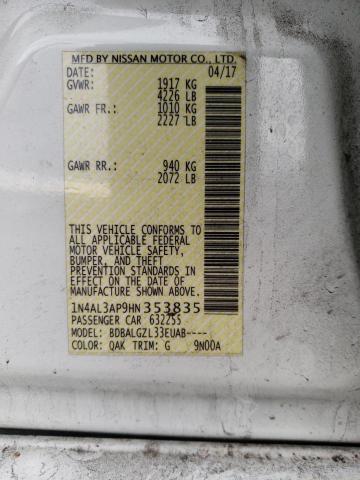 MFD BY NISSAN MOTOR CO., LTD.
DATE: 04/17
GVWR: 1917 KG
4226 LB
GAWR FR.: 1010 KG
2227 LB
GAWR RR.: 940 KG
2072 LB
THIS VEHICLE CONFORMS TO
ALL APPLICABLE FEDERAL
MOTOR VEHICLE SAFETY,
BUMPER, AND THEFT
PREVENTION STANDARDS IN
EFFECT ON THE DATE OF
MANUFACTURE SHOWN ABOVE.
1N4AL3AP9HN 353835
PASSENGER CAR 632Z55
MODEL: BDBALGZL33EUAB----
COLOR: QAK TRIM: G 9N00A